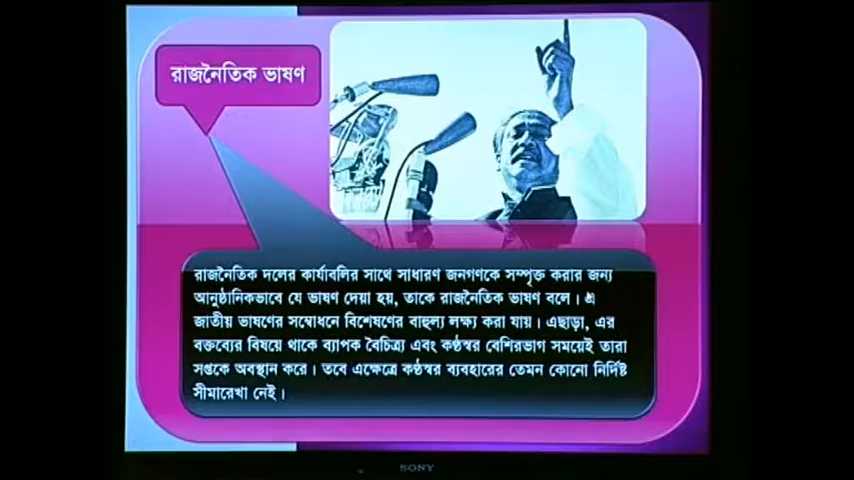 রাজনৈতিক ভাষণ
রাজনৈতিক দলের কার্যাবলির সাথে সাধারণ জনগণকে সম্পৃক্ত করার জন্য
আনুষ্ঠানিকভাবে যে ভাষণ দেয়া হয়, তাকে রাজনৈতিক ভাষণ বলে। ঐ
জাতীয় ভাষণের সম্বোধনে বিশেষণের বাহুল্য লক্ষ্য করা যায়। এছাড়া, এর
বক্তব্যের বিষয়ে থাকে ব্যাপক বৈচিত্র্য এবং কণ্ঠস্বর বেশিরভাগ সময়েই তারা
সপ্তকে অবস্থান করে। তবে এক্ষেত্রে কণ্ঠস্বর ব্যবহারের তেমন কোনো নির্দিষ্ট
সীমারেখা নেই।
SONY